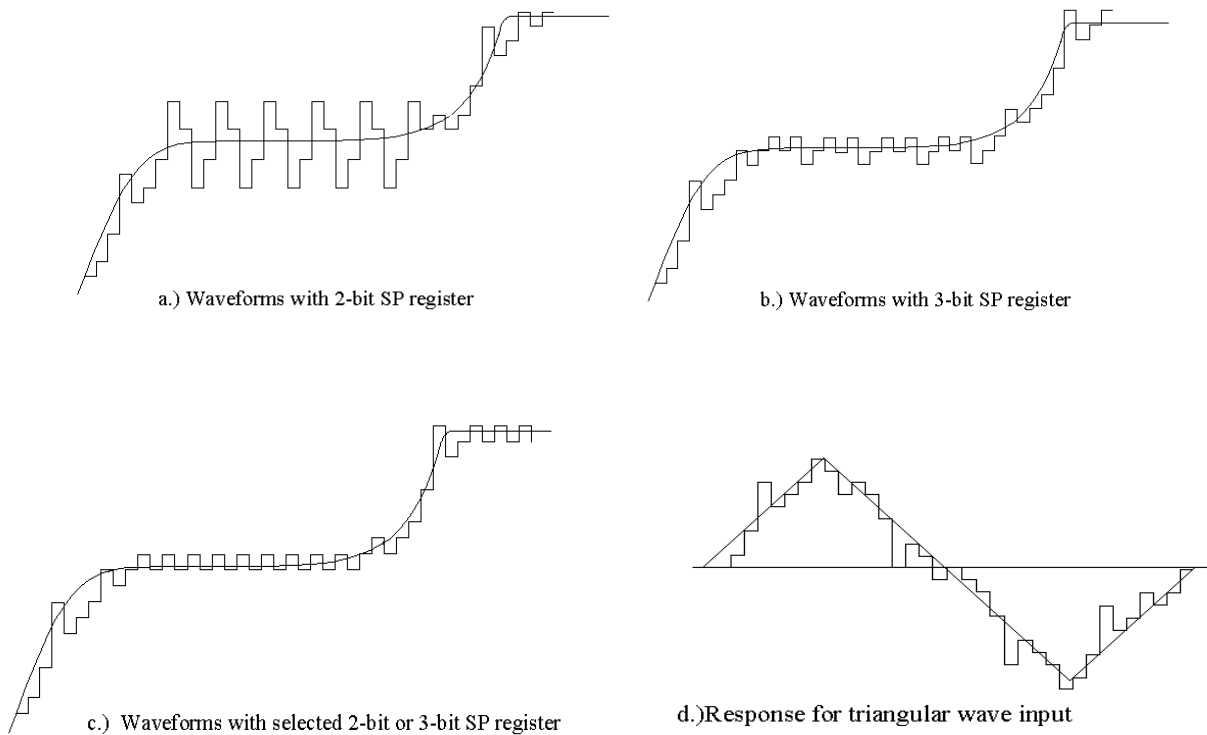 a.) Waveforms with 2-bit SP register
b.) Waveforms with 3-bit SP register
c.) Waveforms with selected 2-bit or 3-bit SP register
d.)Response for triangular wave input